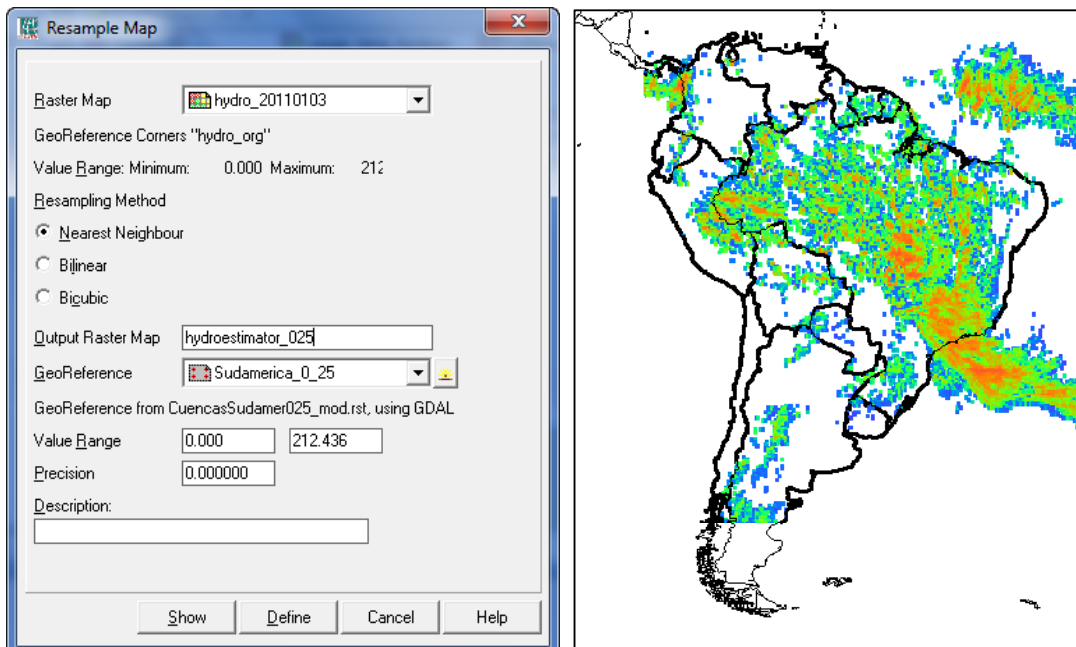 Resample Map
Raster Map hydro_20110103
GeoReference Corners "hydro_org"
Value Range: Minimum: 0.000 Maximum: 212
Resampling Method
Nearest Neighbour
Bilinear
Bicubic
Output Raster Map hydroestimator_025
GeoReference Sudamerica_0_25
GeoReference from CuencasSudamer025_mod.rst, using GDAL
Value Range 0.000 212.436
Precision 0.000000
Description:
Show Define Cancel Help